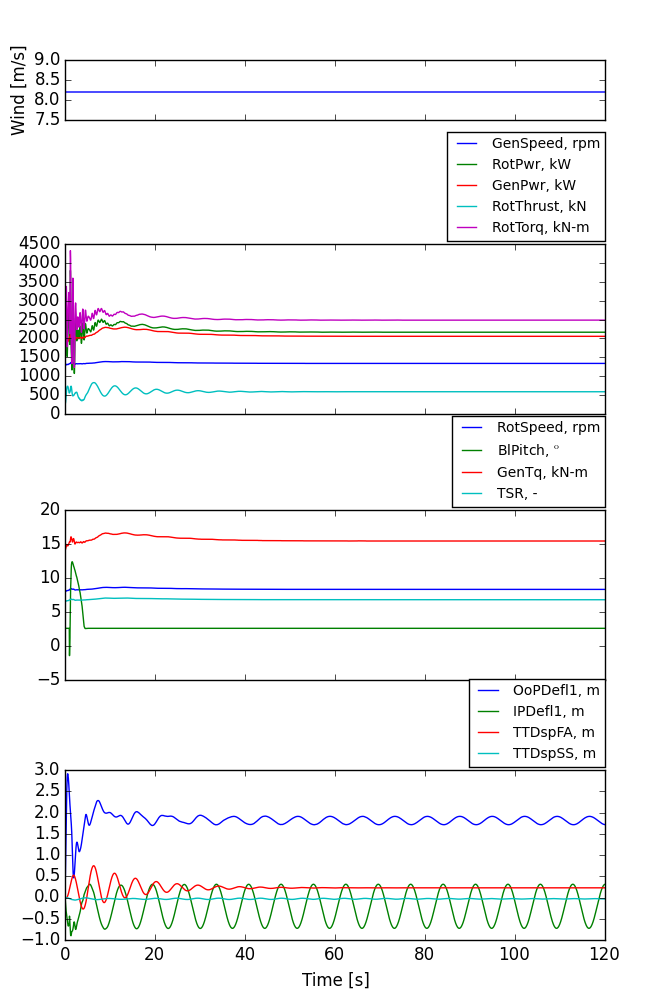 Wind [m/s]
9.0
8.5
8.0
7.5
GenSpeed, rpm
RotPwr, kW
GenPwr, kW
RotThrust, kN
RotTorq, kN-m
4500
4000
3500
3000
2500
2000
1500
1000
500
0
RotSpeed, rpm
BlPitch, °
GenTq, kN-m
TSR, -
20
15
10
5
0
−5
OoPDefl1, m
IPDefl1, m
TTDspFA, m
TTDspSS, m
3.0
2.5
2.0
1.5
1.0
0.5
0.0
−0.5
−1.0
0 20 40 60 80 100 120
Time [s]